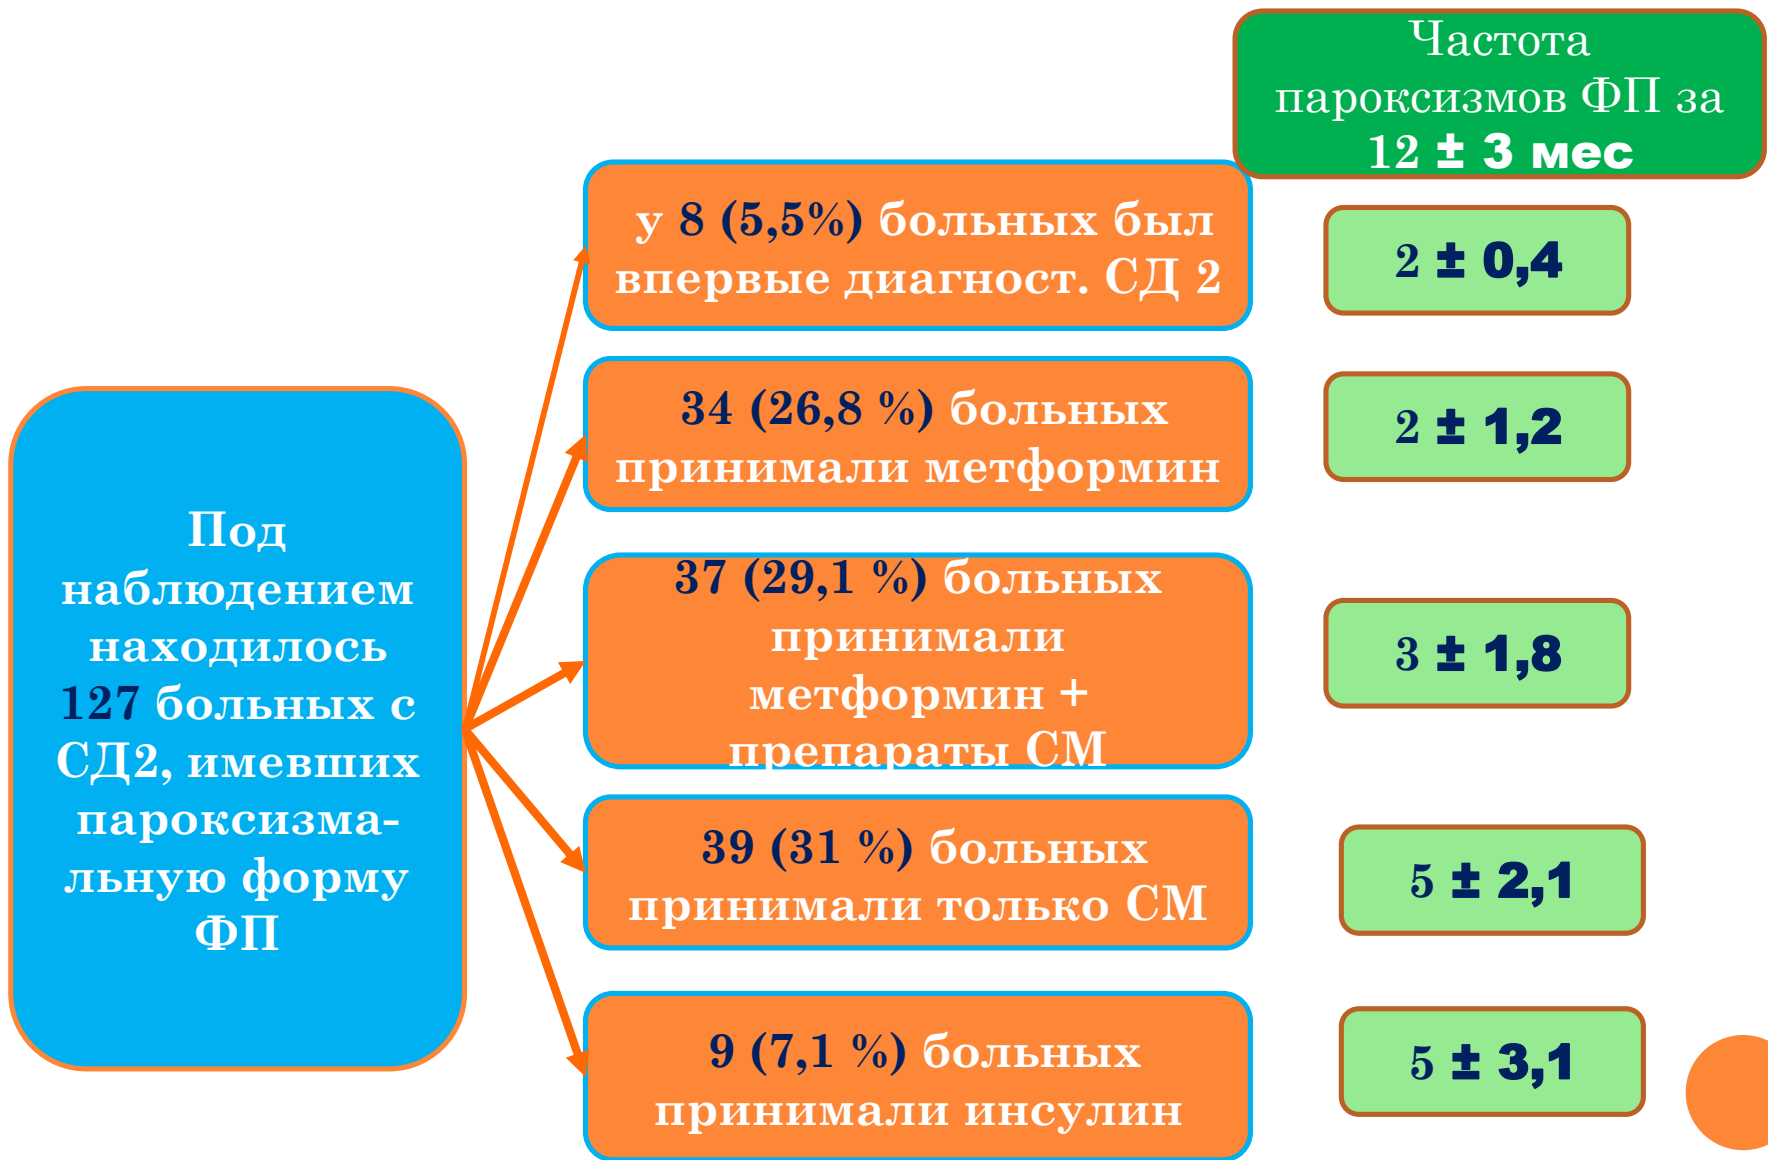 Частота
пароксизмов ФП за
12 ± 3 мес
у 8 (5,5%) больных был
впервые диагност. СД 2
2 ± 0,4
34 (26,8 %) больных
принимали метформин
2 ± 1,2
Под
наблюдением
находилось
127 больных с
СД2, имевших
пароксизма-
льную форму
ФП
37 (29,1 %) больных
принимали
метформин +
препараты СМ
3 ± 1,8
39 (31 %) больных
принимали только СМ
5 ± 2,1
9 (7,1 %) больных
принимали инсулин
5 ± 3,1